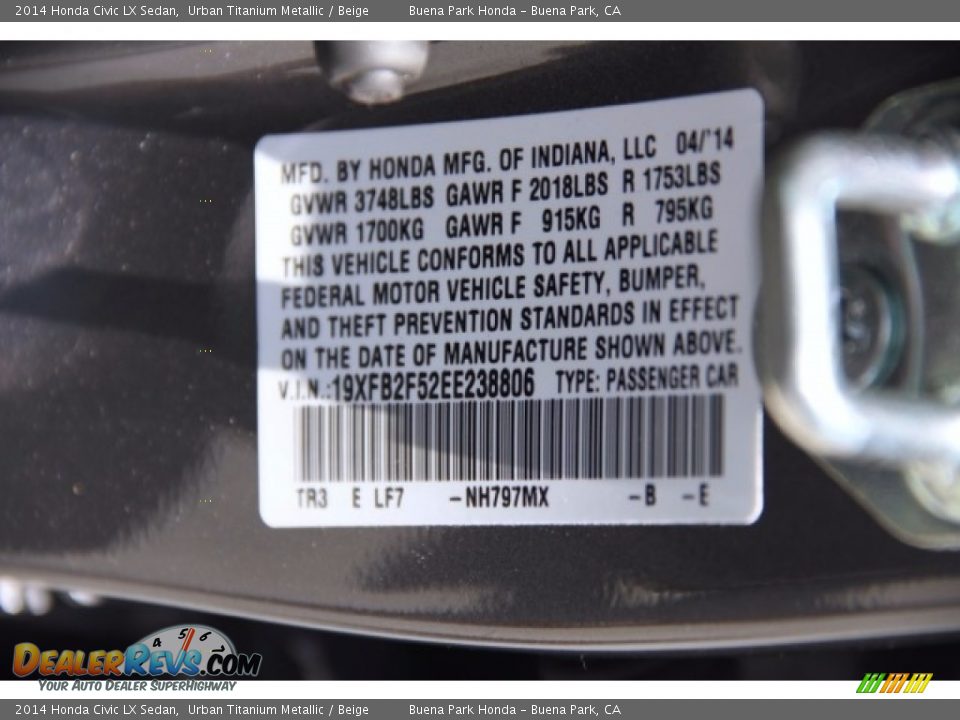 2014 Honda Civic LX Sedan, Urban Titanium Metallic / Beige Buena Park Honda - Buena Park, CA
MFD. BY HONDA MFG. OF INDIANA, LLC 04/'14
GVWR 3748LBS GAWR F 2018LBS R 1753LBS
GVWR 1700KG GAWR F 915KG R 795KG
THIS VEHICLE CONFORMS TO ALL APPLICABLE
FEDERAL MOTOR VEHICLE SAFETY, BUMPER,
AND THEFT PREVENTION STANDARDS IN EFFECT
ON THE DATE OF MANUFACTURE SHOWN ABOVE.
V.I.N.:19XFB2F52EE238806 TYPE: PASSENGER CAR
TR3 E LF7 -NH797MX -B -E
4 5 6
DealerRevs.com
Your Auto Dealer SuperHighway
2014 Honda Civic LX Sedan, Urban Titanium Metallic / Beige Buena Park Honda - Buena Park, CA